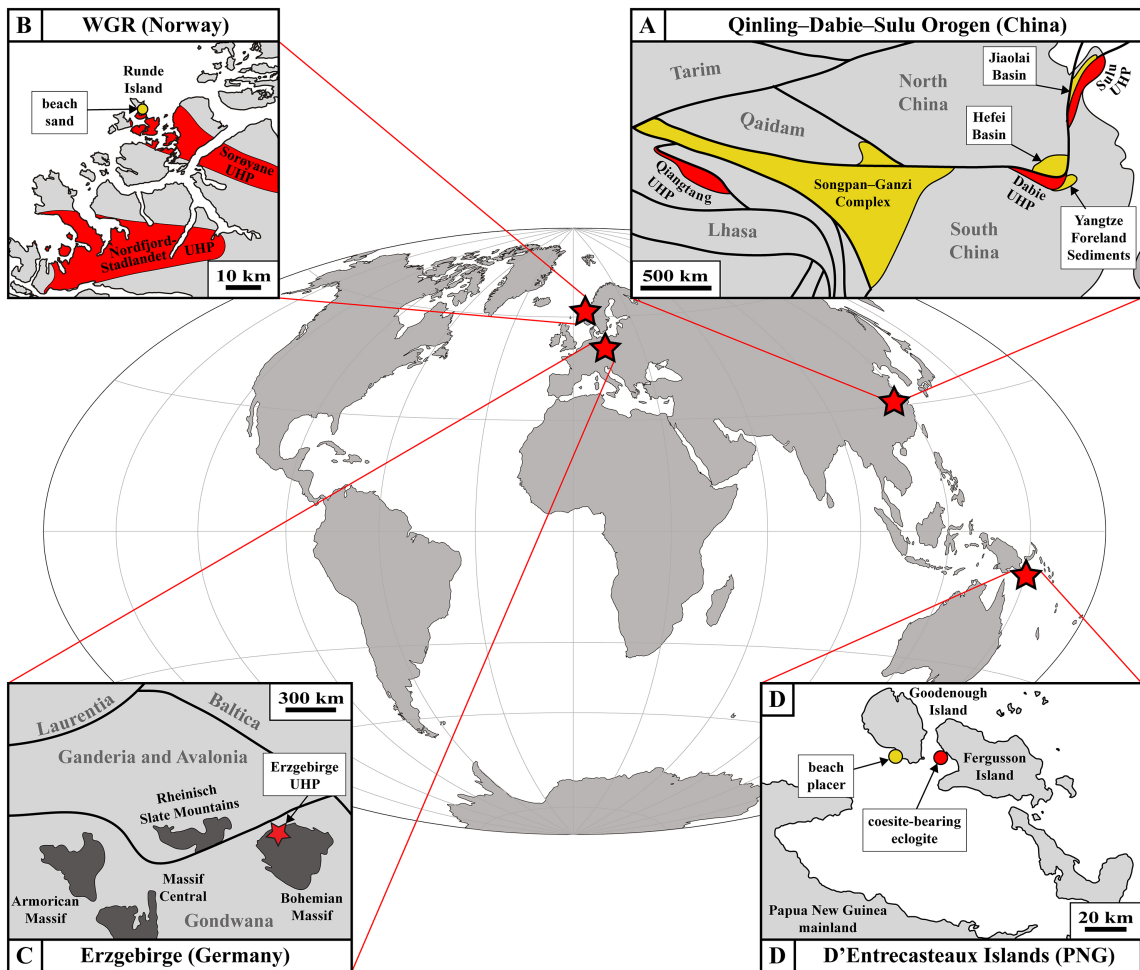 B
WGR (Norway)
Runde
Island
beach
sand
Sorøyane
UHP
Nordfjord-
Stadlandet
UHP
10 km
A
Qinling–Dabie–Sulu Orogen (China)
Tarim
North
China
Jiaolai
Basin
Sulu
UHP
Qaidam
Hefei
Basin
Qiangtang
UHP
Songpan–Ganzi
Complex
Dabie
UHP
Lhasa
South
China
Yangtze
Foreland
Sediments
500 km
300 km
Laurentia
Baltica
Ganderia and Avalonia
Erzgebirge
UHP
Rheinisch
Slate Mountains
Massif
Central
Armorican
Massif
Bohemian
Massif
Gondwana
C
Erzgebirge (Germany)
D
Goodenough
Island
beach
placer
Fergusson
Island
coesite-bearing
eclogite
Papua New Guinea
mainland
20 km
D
D’Entrecasteaux Islands (PNG)